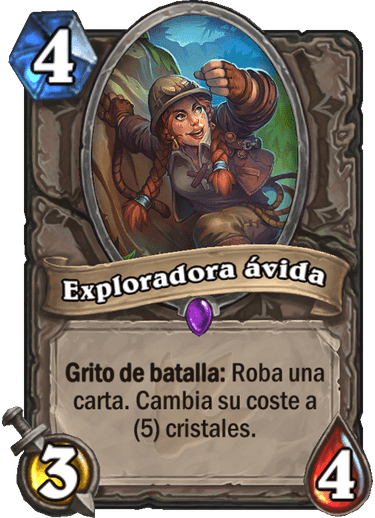 4
Exploradora ávida
Grito de batalla: Roba una
carta. Cambia su coste a
(5) cristales.
3
4